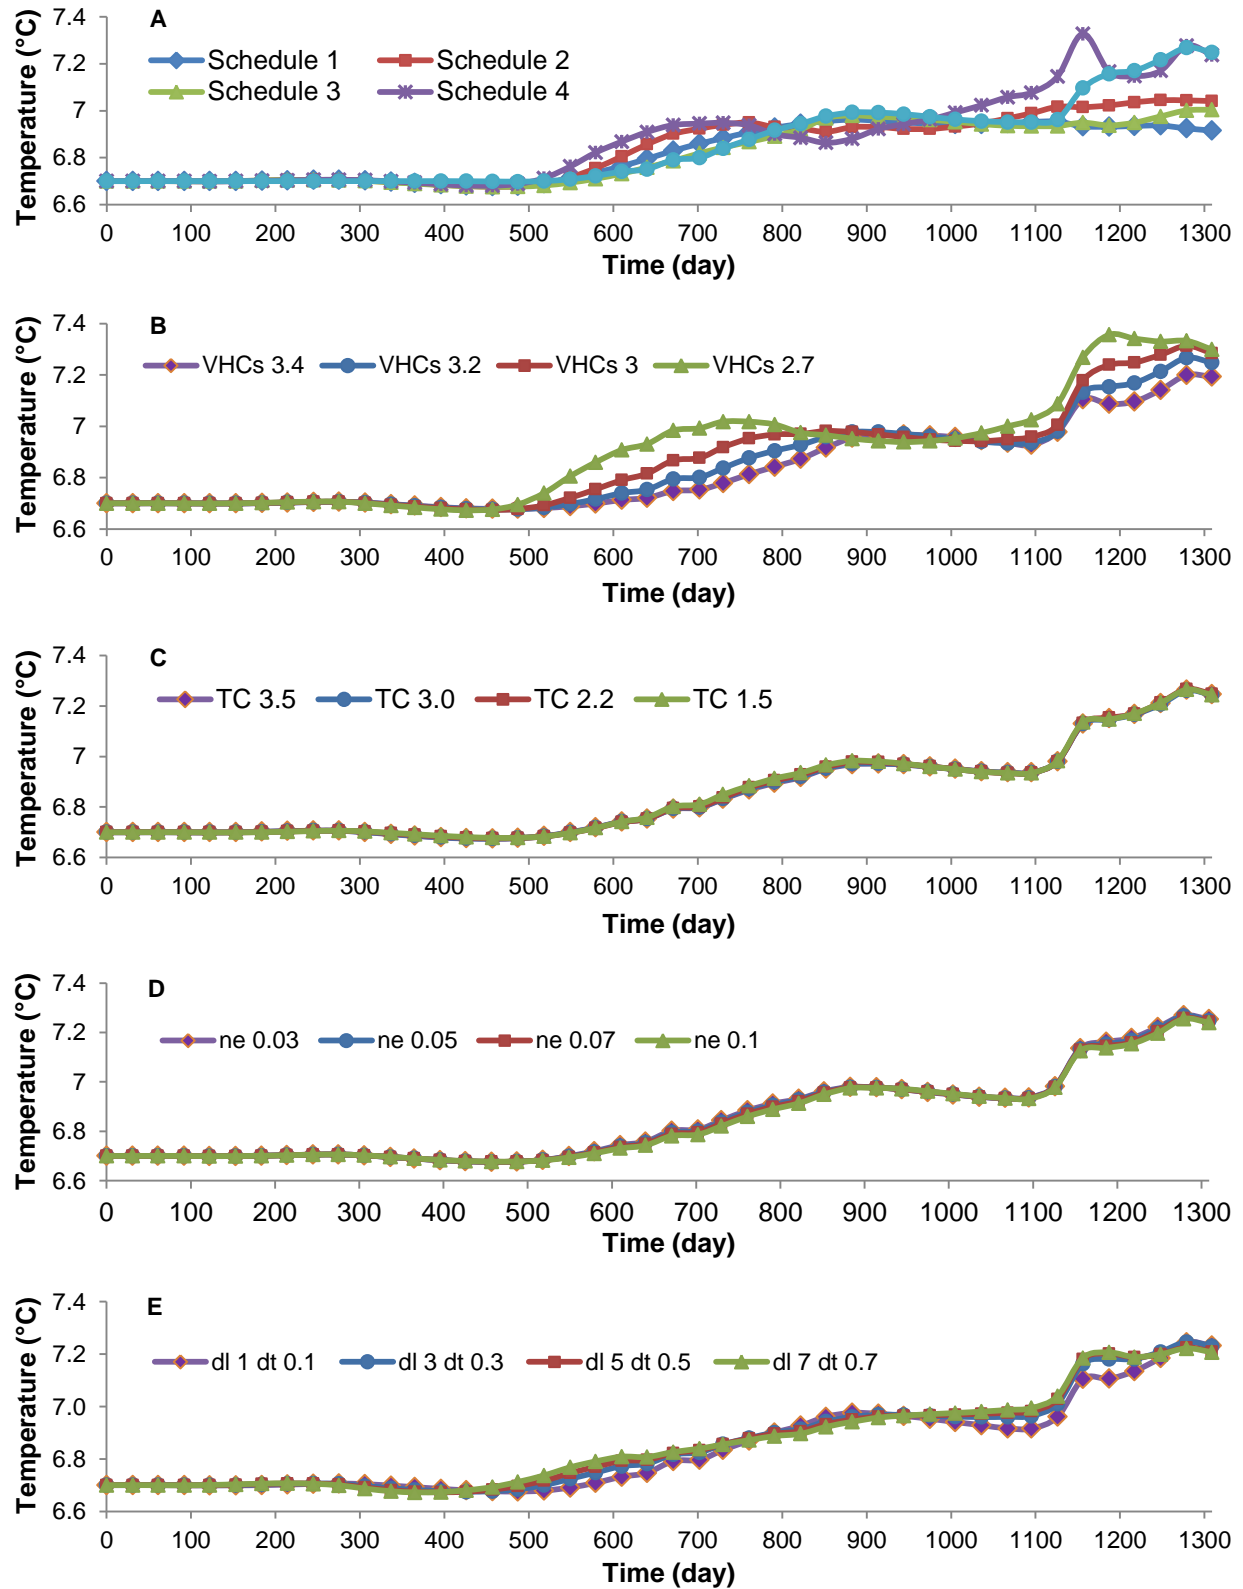 A
Temperature (°C)
7.4
7.2
7
6.8
6.6
Schedule 1 Schedule 2
Schedule 3 Schedule 4
0 100 200 300 400 500 600 700 800 900 1000 1100 1200 1300
Time (day)
B
Temperature (°C)
7.4
7.2
7
6.8
6.6
VHCs 3.4 VHCs 3.2 VHCs 3 VHCs 2.7
0 100 200 300 400 500 600 700 800 900 1000 1100 1200 1300
Time (day)
C
Temperature (°C)
7.4
7.2
7
6.8
6.6
TC 3.5 TC 3.0 TC 2.2 TC 1.5
0 100 200 300 400 500 600 700 800 900 1000 1100 1200 1300
Time (day)
D
Temperature (°C)
7.4
7.2
7
6.8
6.6
ne 0.03 ne 0.05 ne 0.07 ne 0.1
0 100 200 300 400 500 600 700 800 900 1000 1100 1200 1300
Time (day)
E
Temperature (°C)
7.4
7.2
7.0
6.8
6.6
dl 1 dt 0.1 dl 3 dt 0.3 dl 5 dt 0.5 dl 7 dt 0.7
0 100 200 300 400 500 600 700 800 900 1000 1100 1200 1300
Time (day)